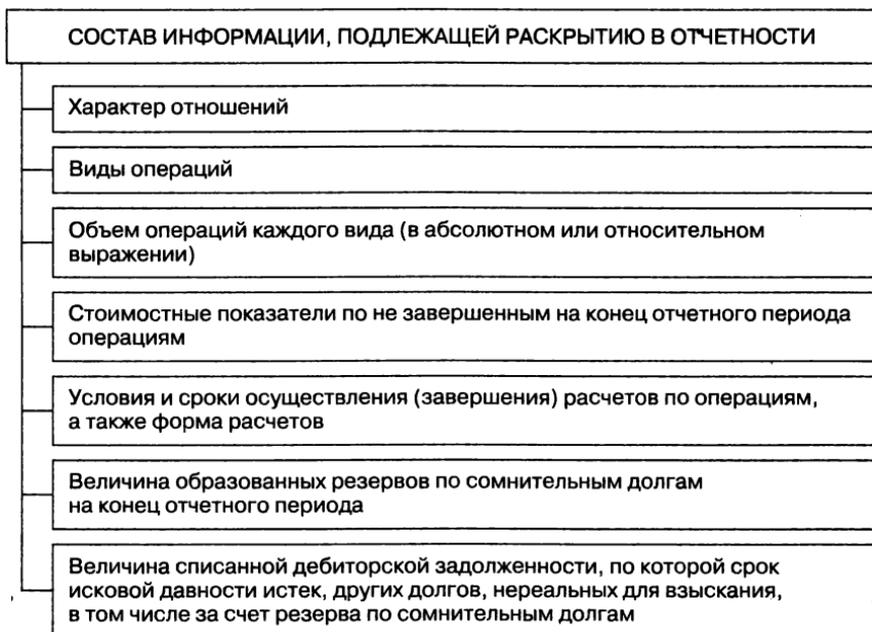 СОСТАВ ИНФОРМАЦИИ, ПОДЛЕЖАЩЕЙ РАСКРЫТИЮ В ОТЧЕТНОСТИ
Характер отношений
Виды операций
Объем операций каждого вида (в абсолютном или относительном
выражении)
Стоимостные показатели по не завершенным на конец отчетного периода
операциям
Условия и сроки осуществления (завершения) расчетов по операциям,
а также форма расчетов
Величина образованных резервов по сомнительным долгам
на конец отчетного периода
Величина списанной дебиторской задолженности, по которой срок
исковой давности истек, других долгов, нереальных для взыскания,
в том числе за счет резерва по сомнительным долгам